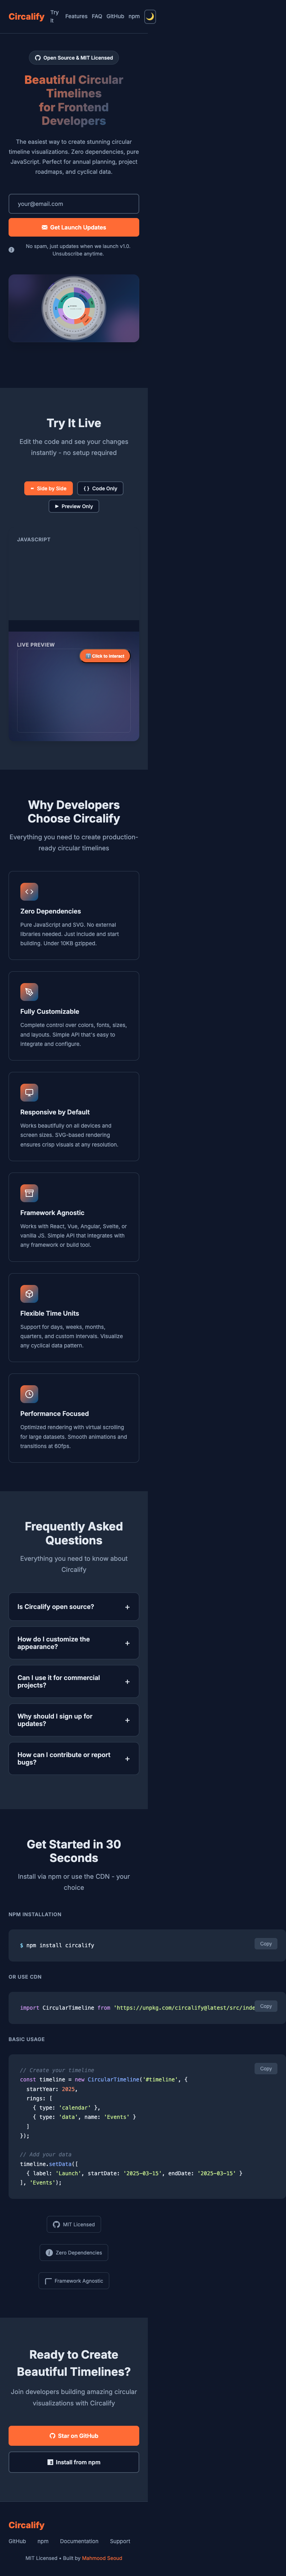 Circalify
Try It
Features
FAQ
GitHub
npm
Open Source & MIT Licensed
Beautiful Circular
Timelines
for Frontend
Developers
The easiest way to create stunning circular
timeline visualizations. Zero dependencies, pure
JavaScript. Perfect for annual planning, project
roadmaps, and cyclical data.
your@email.com
Get Launch Updates
No spam, just updates when we launch v1.0.
Unsubscribe anytime.
Try It Live
Edit the code and see your changes
instantly - no setup required
Side by Side
Code Only
Preview Only
JAVASCRIPT
LIVE PREVIEW
Click to Interact
Why Developers
Choose Circalify
Everything you need to create production-
ready circular timelines
Zero Dependencies
Pure JavaScript and SVG. No external
libraries needed. Just include and start
building. Under 10KB gzipped.
Fully Customizable
Complete control over colors, fonts, sizes,
and layouts. Simple API that's easy to
integrate and configure.
Responsive by Default
Works beautifully on all devices and
screen sizes. SVG-based rendering
ensures crisp visuals at any resolution.
Framework Agnostic
Works with React, Vue, Angular, Svelte, or
vanilla JS. Simple API that integrates with
any framework or build tool.
Flexible Time Units
Support for days, weeks, months,
quarters, and custom intervals. Visualize
any cyclical data pattern.
Performance Focused
Optimized rendering with virtual scrolling
for large datasets. Smooth animations and
transitions at 60fps.
Frequently Asked
Questions
Everything you need to know about
Circalify
Is Circalify open source? +
How do I customize the
appearance? +
Can I use it for commercial
projects? +
Why should I sign up for
updates? +
How can I contribute or report
bugs? +
Get Started in 30
Seconds
Install via npm or use the CDN - your
choice
NPM INSTALLATION
$ npm install circalify
Copy
OR USE CDN
import CircularTimeline from 'https://unpkg.com/circalify@latest/src/inde
Copy
BASIC USAGE
Copy
// Create your timeline
const timeline = new CircularTimeline('#timeline', {
startYear: 2025,
rings: [
{ type: 'calendar' },
{ type: 'data', name: 'Events' }
]
});
// Add your data
timeline.setData([
{ label: 'Launch', startDate: '2025-03-15', endDate: '2025-03-15' }
], 'Events');
MIT Licensed
Zero Dependencies
Framework Agnostic
Ready to Create
Beautiful Timelines?
Join developers building amazing circular
visualizations with Circalify
Star on GitHub
Install from npm
Circalify
GitHub
npm
Documentation
Support
MIT Licensed • Built by Mahmood Seoud